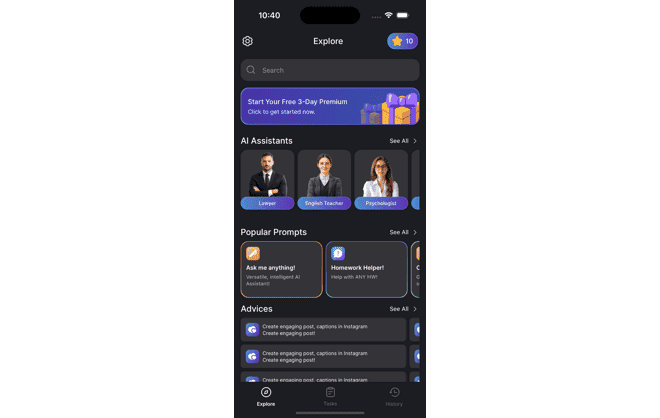 10:40
Explore
10
Search
Start Your Free 3-Day Premium
Click to get started now.
AI Assistants
See All
Lawyer
English Teacher
Psychologist
Popular Prompts
See All
Ask me anything!
Versatile, intelligent AI
Assistant!
Homework Helper!
Help with ANY HW!
Advices
See All
Create engaging post, captions in Instagram
Create engaging post!
Create engaging post, captions in Instagram
Create engaging post!
Create engaging post, captions in Instagram
Explore
Tasks
History